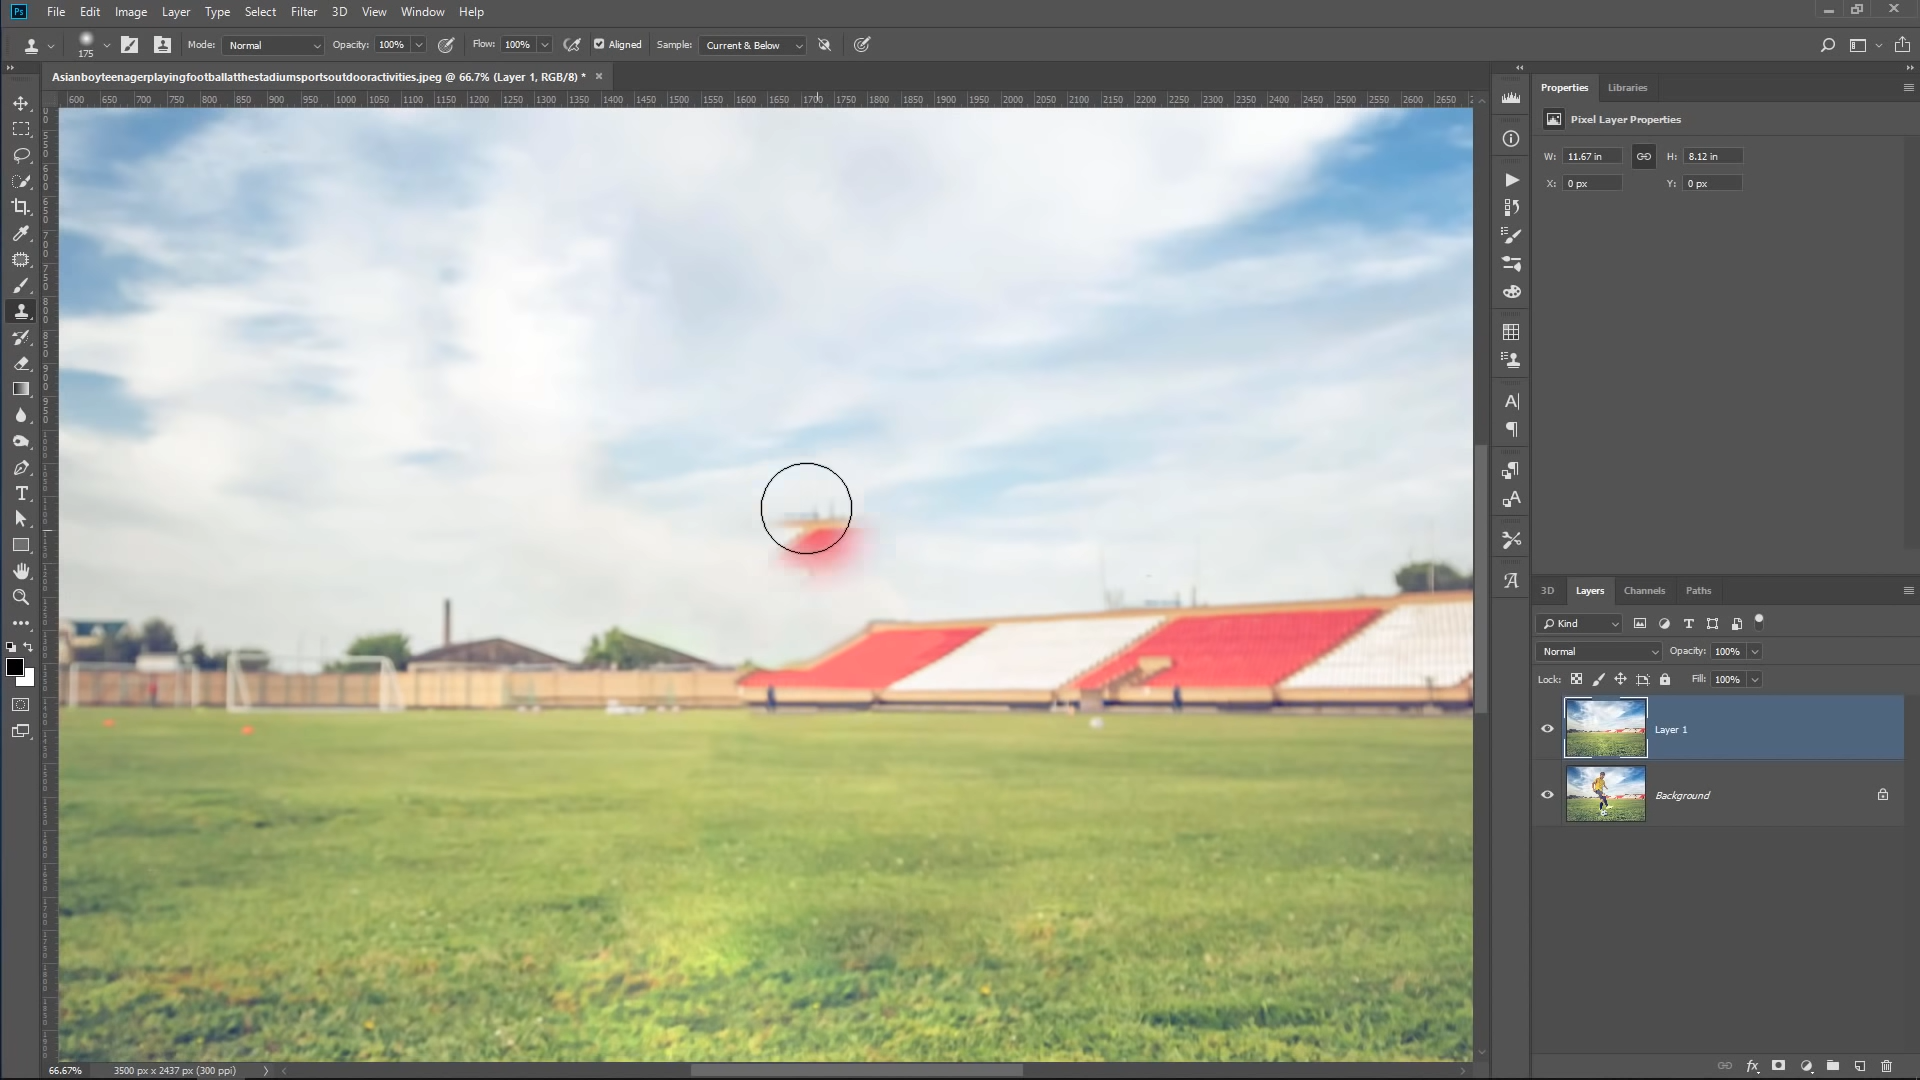 Ps File Edit Image Layer Type Select Filter 3D View Window Help
175 Mode: Normal Opacity: 100% Flow: 100% Aligned Sample: Current & Below
Asianboyteenagerplayingfootballatthestadiumsportsoutdooractivities.jpeg @ 66.7% (Layer 1, RGB/8) *
600 650 700 750 800 850 900 950 1000 1050 1100 1150 1200 1250 1300 1350 1400 1450 1500 1550 1600 1650 1700 1750 1800 1850 1900 1950 2000 2050 2100 2150 2200 2250 2300 2350 2400 2450 2500 2550 2600 2650
Properties Libraries
Pixel Layer Properties
W: 11.67 in H: 8.12 in
X: 0 px Y: 0 px
3D Layers Channels Paths
Kind
Normal Opacity: 100%
Lock: Fill: 100%
Layer 1
Background
66.67% 3500 px x 2437 px (300 ppi)